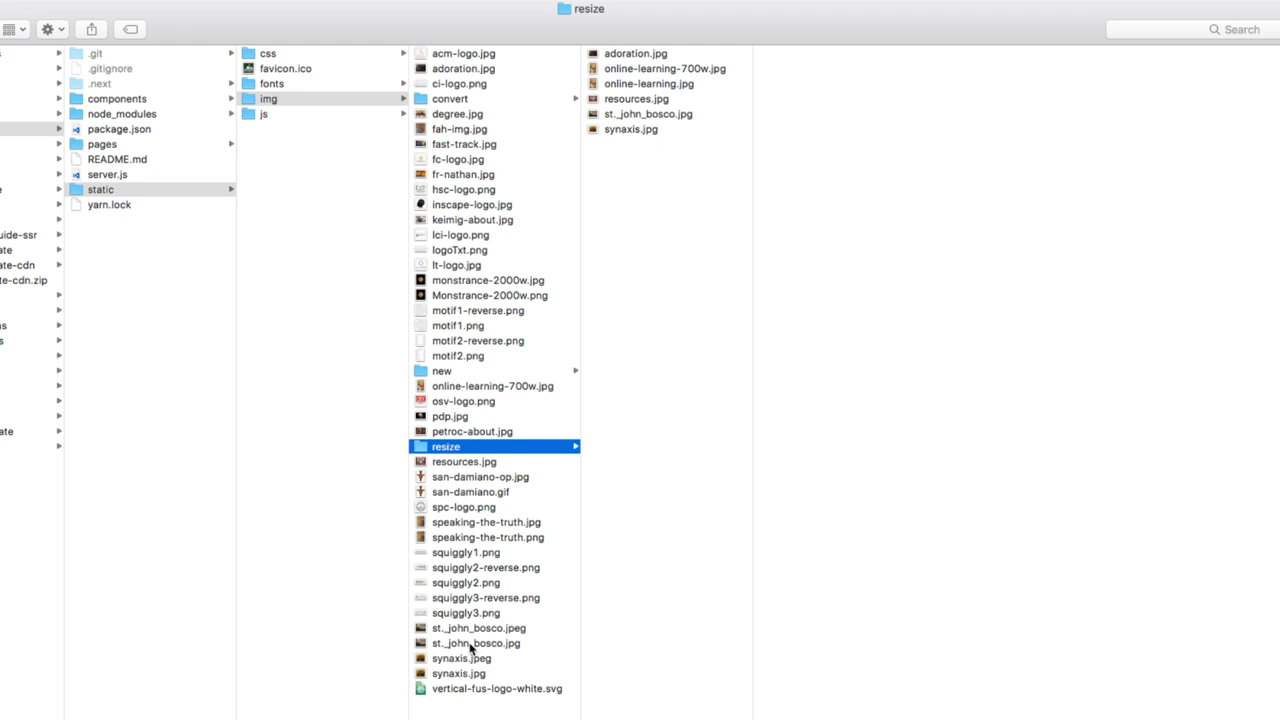 resize
Search
uide-ssr
ate
ate-cdn
te-cdn.zip
ns
s
ate
.git
.gitignore
.next
components
node_modules
package.json
pages
README.md
server.js
static
yarn.lock
css
favicon.ico
fonts
img
js
acm-logo.jpg
adoration.jpg
ci-logo.png
convert
degree.jpg
fah-img.jpg
fast-track.jpg
fc-logo.jpg
fr-nathan.jpg
hsc-logo.png
inscape-logo.jpg
keimig-about.jpg
lci-logo.png
logoTxt.png
lt-logo.jpg
monstrance-2000w.jpg
Monstrance-2000w.png
motif1-reverse.png
motif1.png
motif2-reverse.png
motif2.png
new
online-learning-700w.jpg
osv-logo.png
pdp.jpg
petroc-about.jpg
resize
resources.jpg
san-damiano-op.jpg
san-damiano.gif
spc-logo.png
speaking-the-truth.jpg
speaking-the-truth.png
squiggly1.png
squiggly2-reverse.png
squiggly2.png
squiggly3-reverse.png
squiggly3.png
st._john_bosco.jpeg
st._john_bosco.jpg
synaxis.jpeg
synaxis.jpg
vertical-fus-logo-white.svg
adoration.jpg
online-learning-700w.jpg
online-learning.jpg
resources.jpg
st._john_bosco.jpg
synaxis.jpg